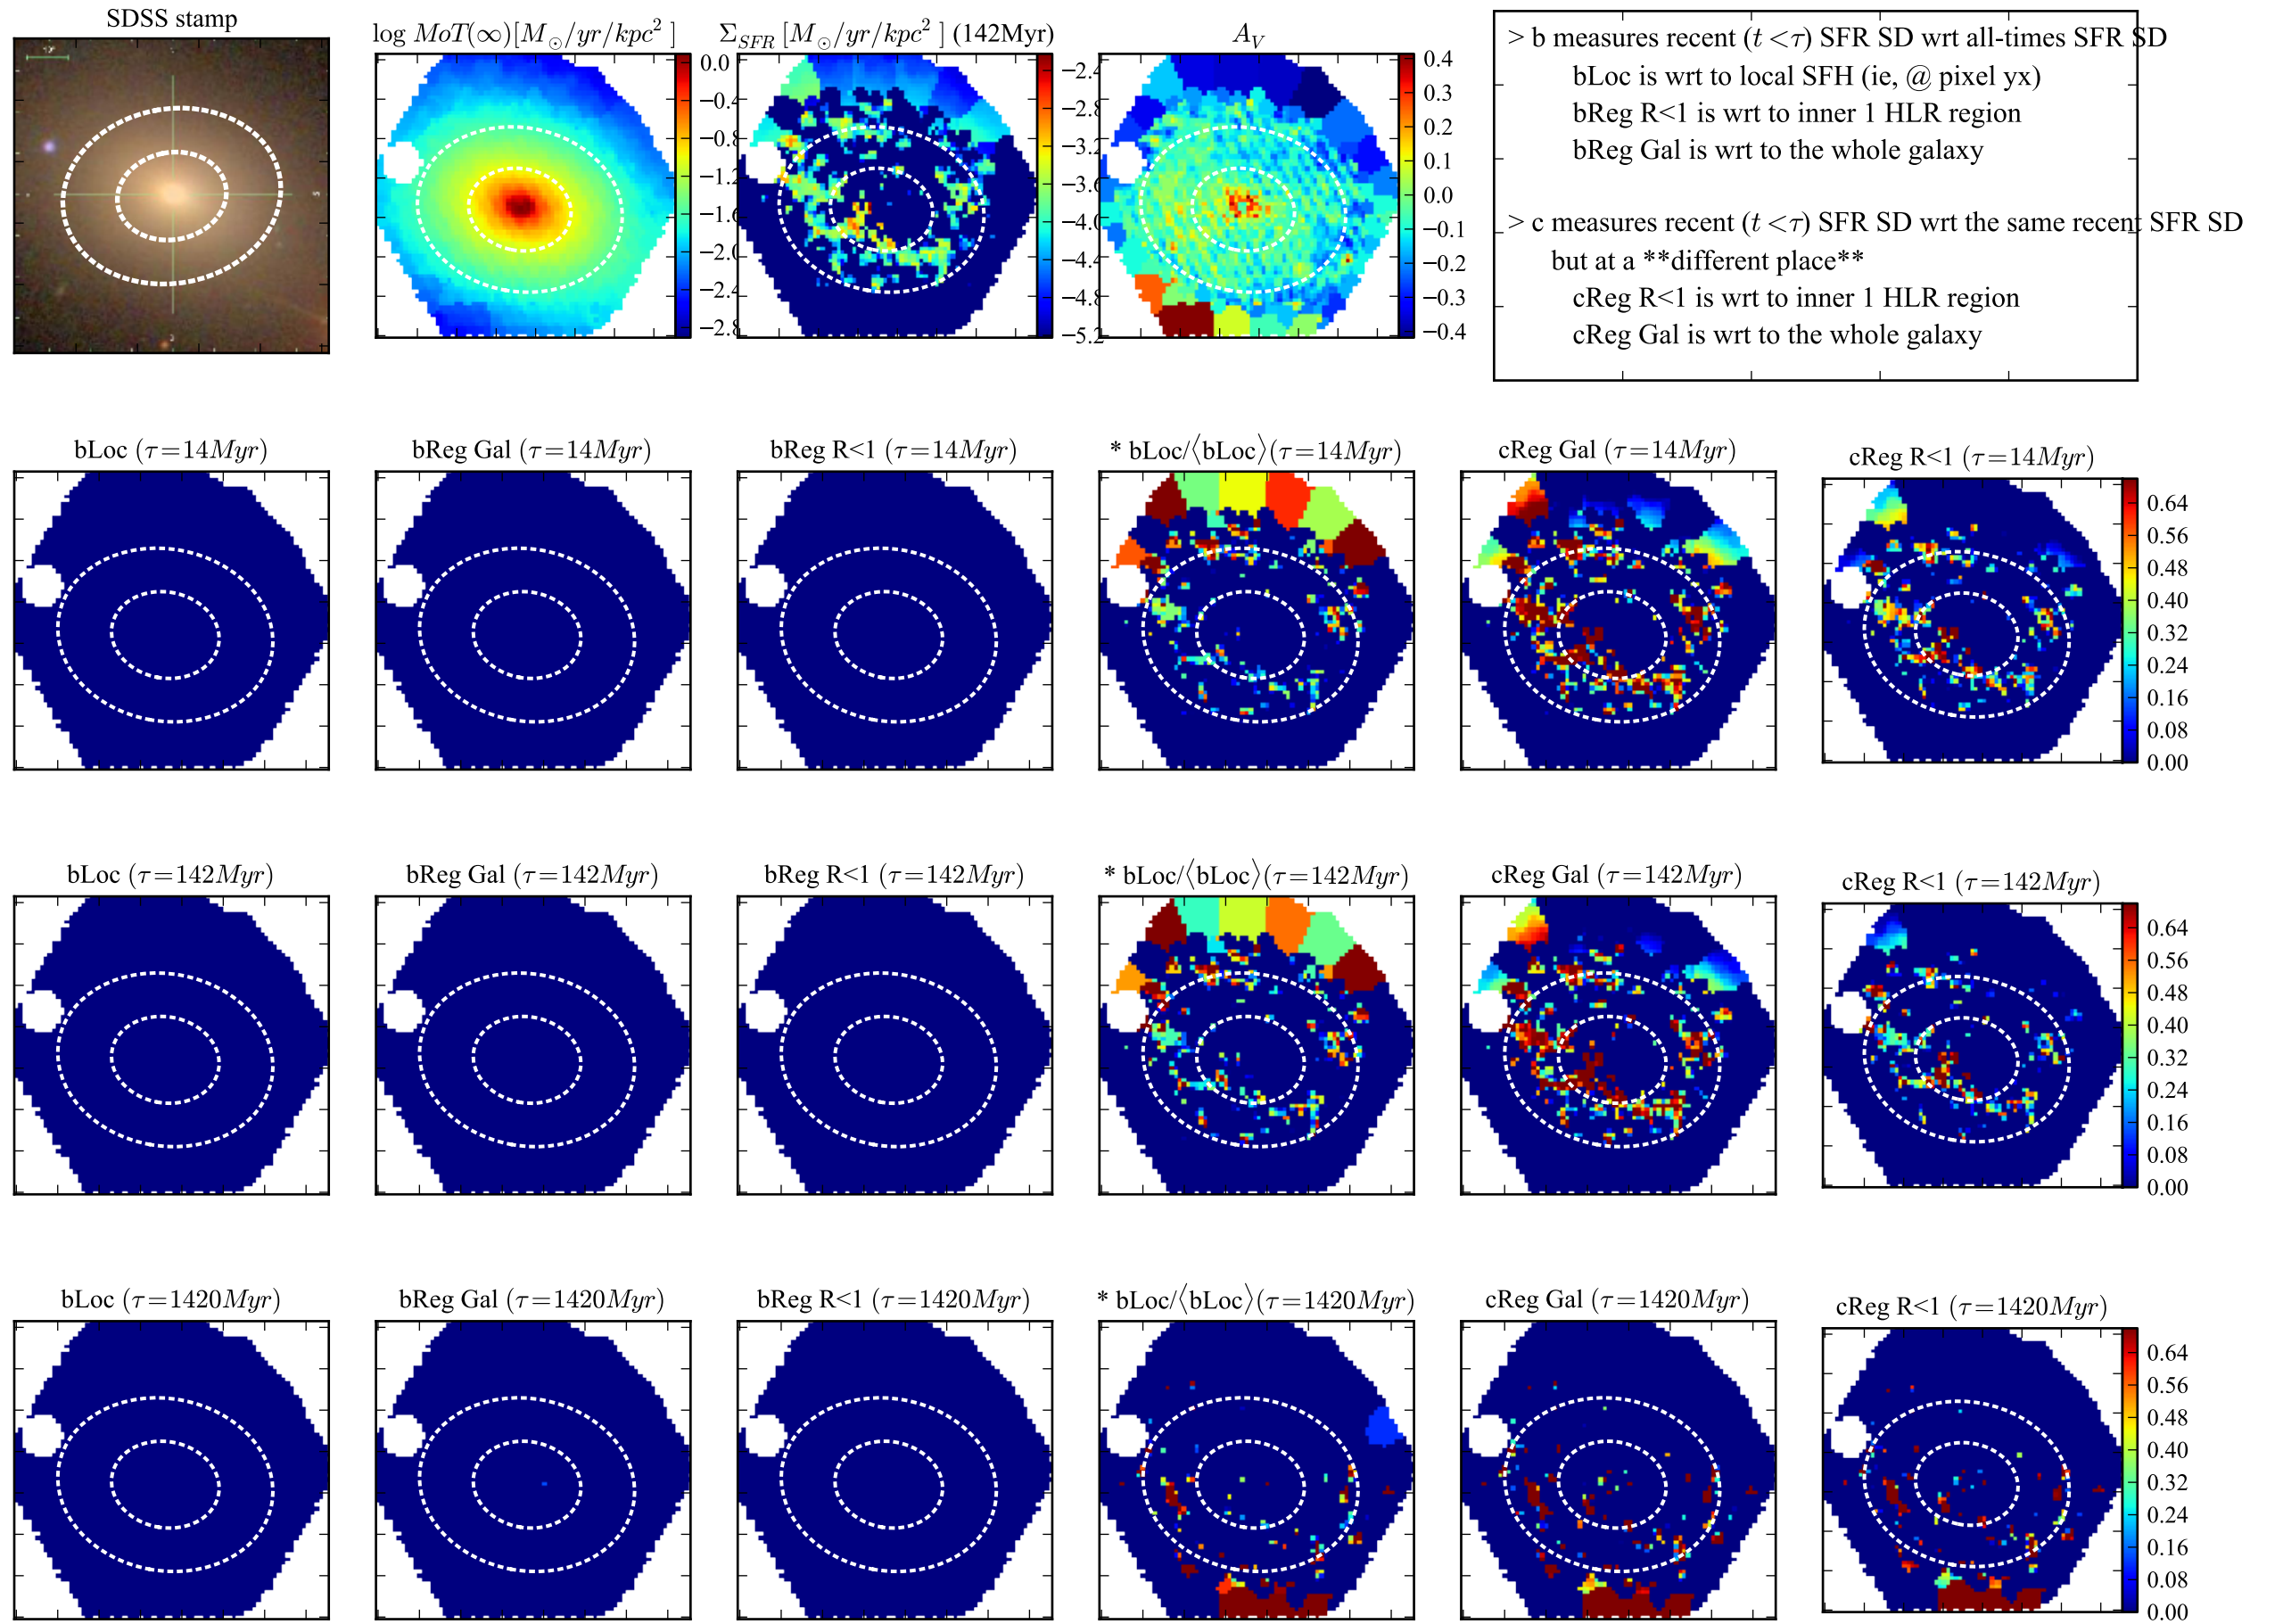 SDSS stamp
log MoT(∞)[M⊙/yr/kpc²]
Σ_SFR [M⊙/yr/kpc²] (142Myr)
A_V
0.0
−0.4
−0.8
−1.2
−1.6
−2.0
−2.4
−2.8
−2.4
−2.8
−3.2
−3.6
−4.0
−4.4
−4.8
−5.2
0.4
0.3
0.2
0.1
0.0
−0.1
−0.2
−0.3
−0.4
> b measures recent (t<τ) SFR SD wrt all-times SFR SD
bLoc is wrt to local SFH (ie, @ pixel yx)
bReg R<1 is wrt to inner 1 HLR region
bReg Gal is wrt to the whole galaxy
> c measures recent (t<τ) SFR SD wrt the same recent SFR SD
but at a **different place**
cReg R<1 is wrt to inner 1 HLR region
cReg Gal is wrt to the whole galaxy
bLoc (τ=14Myr)
bReg Gal (τ=14Myr)
bReg R<1 (τ=14Myr)
* bLoc/⟨bLoc⟩(τ=14Myr)
cReg Gal (τ=14Myr)
cReg R<1 (τ=14Myr)
0.64
0.56
0.48
0.40
0.32
0.24
0.16
0.08
0.00
bLoc (τ=142Myr)
bReg Gal (τ=142Myr)
bReg R<1 (τ=142Myr)
* bLoc/⟨bLoc⟩(τ=142Myr)
cReg Gal (τ=142Myr)
cReg R<1 (τ=142Myr)
0.64
0.56
0.48
0.40
0.32
0.24
0.16
0.08
0.00
bLoc (τ=1420Myr)
bReg Gal (τ=1420Myr)
bReg R<1 (τ=1420Myr)
* bLoc/⟨bLoc⟩(τ=1420Myr)
cReg Gal (τ=1420Myr)
cReg R<1 (τ=1420Myr)
0.64
0.56
0.48
0.40
0.32
0.24
0.16
0.08
0.00